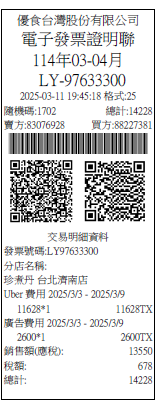 優食台灣股份有限公司
電子發票證明聯
114年03-04月
LY-97633300
2025-03-11 19:45:18 格式:25
隨機碼:1702 總計:14228
賣方:83076928 買方:88227381
交易明細資料
發票號碼:LY97633300
分店名稱:
珍煮丹 台北濟南店
Uber 費用 2025/3/3 - 2025/3/9
11628*1 11628TX
廣告費用 2025/3/3 - 2025/3/9
2600*1 2600TX
銷售額(應稅): 13550
稅額: 678
總計: 14228